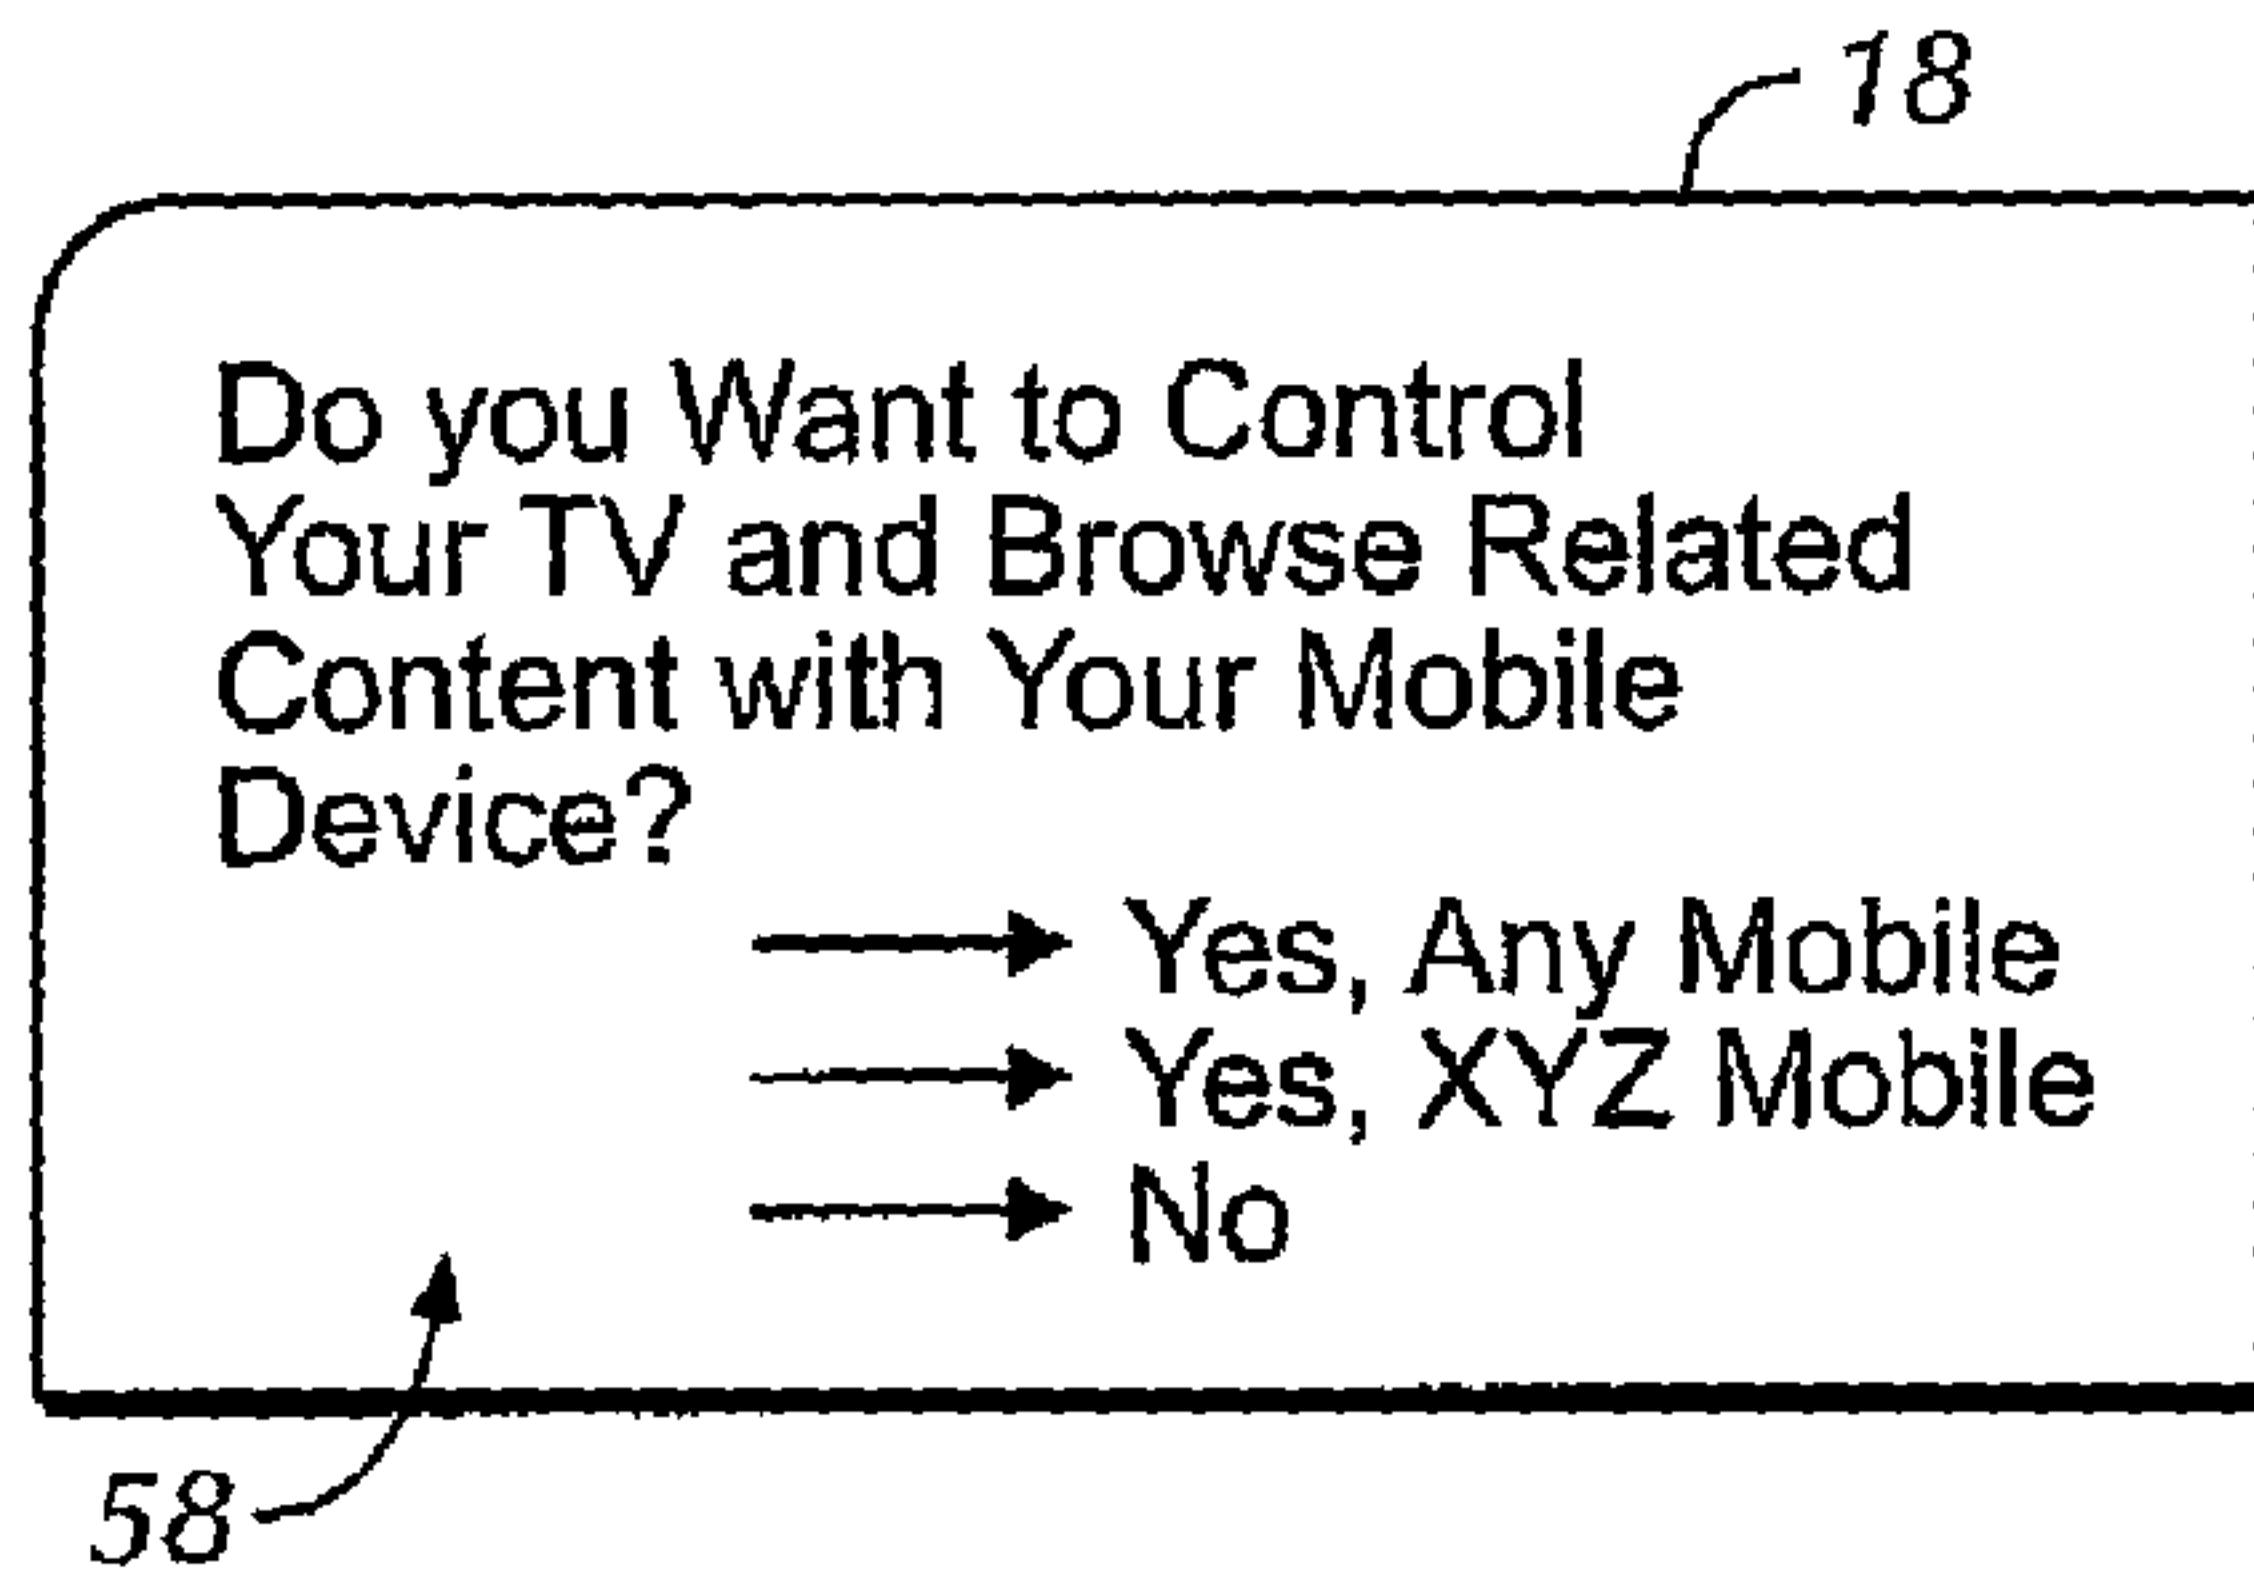 18
Do you Want to Control
Your TV and Browse Related
Content with Your Mobile
Device?
Yes, Any Mobile
Yes, XYZ Mobile
No
58